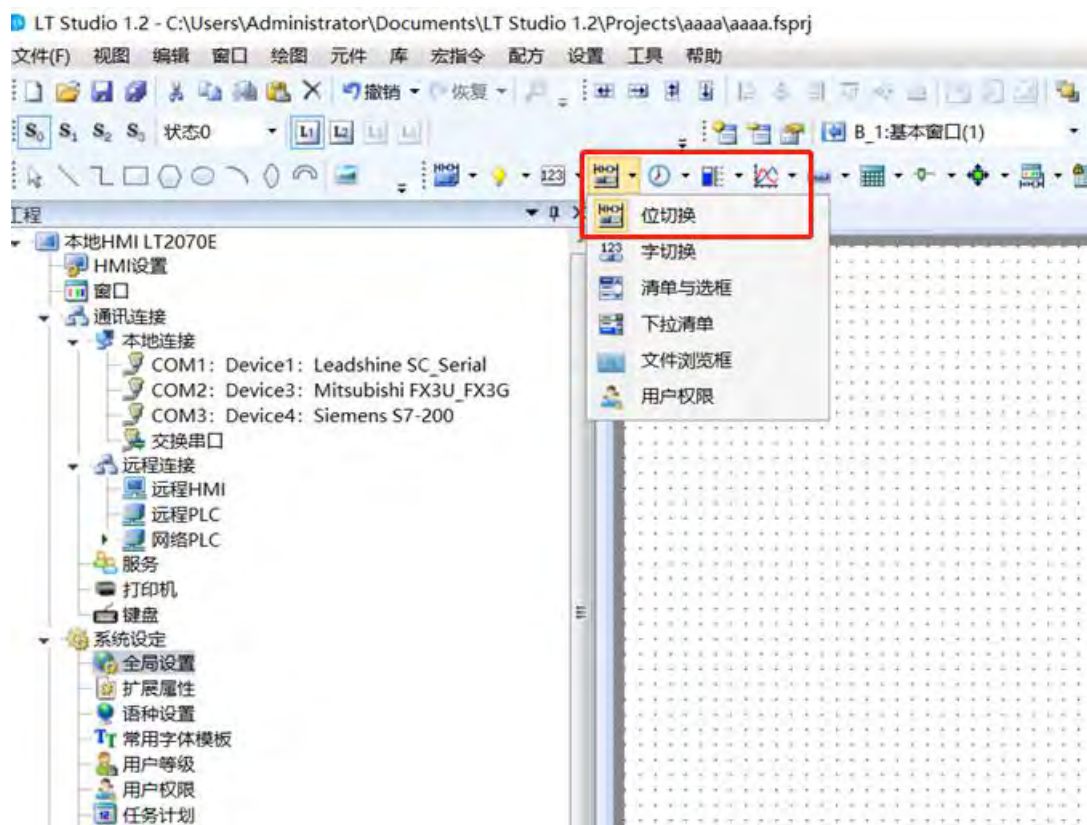 LT Studio 1.2 - C:\Users\Administrator\Documents\LT Studio 1.2\Projects\aaaa\aaaa.fsprj
文件(F) 视图 编辑 窗口 绘图 元件 库 宏指令 配方 设置 工具 帮助
撤销 恢复
S0 S1 S2 S3 状态0 L1 L2 L3 L4 B_1:基本窗口(1)
123
工程
位切换
本地HMI LT2070E
123 字切换
HMI设置
窗口
清单与选框
通讯连接
下拉清单
本地连接
COM1: Device1: Leadshine SC_Serial
文件浏览框
COM2: Device3: Mitsubishi FX3U_FX3G
用户权限
COM3: Device4: Siemens S7-200
交换串口
远程连接
远程HMI
远程PLC
网络PLC
服务
打印机
键盘
系统设定
全局设置
扩展属性
语种设置
常用字体模板
用户等级
用户权限
任务计划